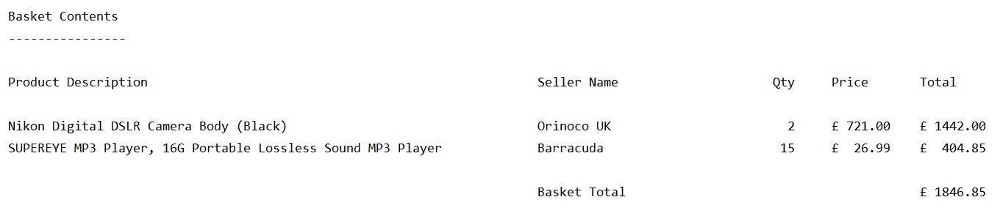 Basket Contents
----------------
Product Description Seller Name Qty Price Total
Nikon Digital DSLR Camera Body (Black) Orinoco UK 2 £ 721.00 £ 1442.00
SUPEREYE MP3 Player, 16G Portable Lossless Sound MP3 Player Barracuda 15 £ 26.99 £ 404.85
Basket Total £ 1846.85